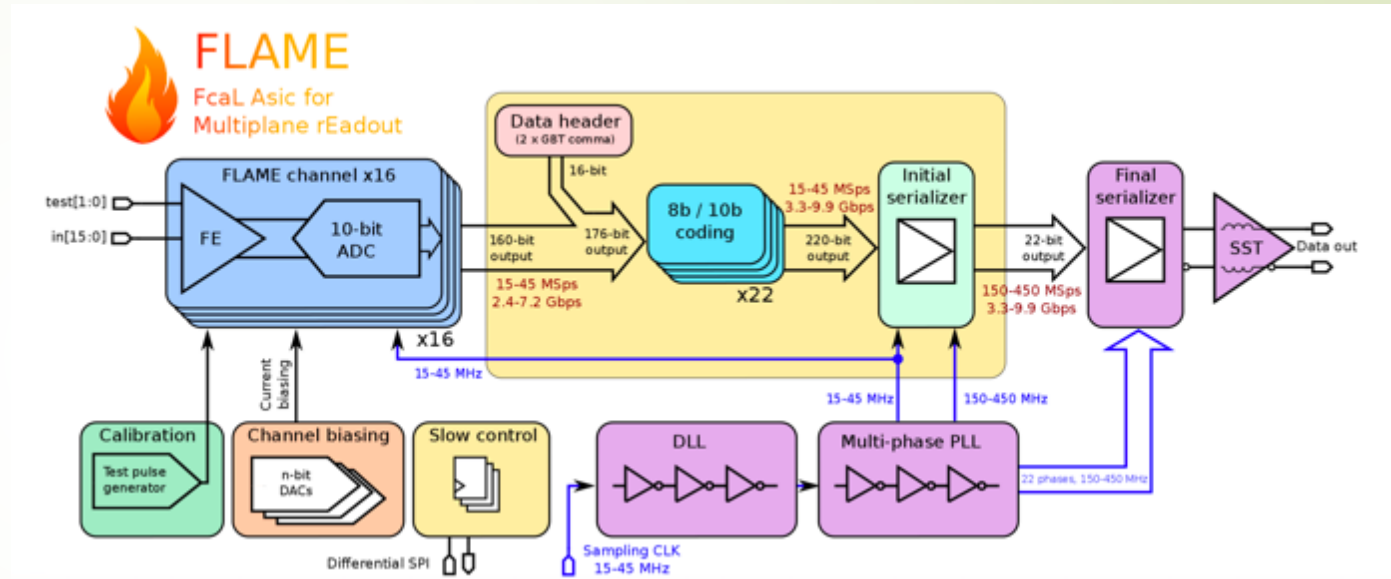 FLAME
FcaL Asic for
Multiplane rEadout
Data header
(2 x GBT comma)
16-bit
FLAME channel x16
test[1:0]
in[15:0]
FE
10-bit
ADC
x16
160-bit
output
15-45 MSps
2.4-7.2 Gbps
176-bit
output
8b / 10b
coding
x22
15-45 MSps
3.3-9.9 Gbps
220-bit
output
Initial
serializer
22-bit
output
150-450 MSps
3.3-9.9 Gbps
Final
serializer
SST
Data out
15-45 MHz
Current
biasing
15-45 MHz
150-450 MHz
Calibration
Test pulse
generator
Channel biasing
n-bit
DACs
Slow control
DLL
Multi-phase PLL
22 phases, 150-450 MHz
Differential SPI
Sampling CLK
15-45 MHz